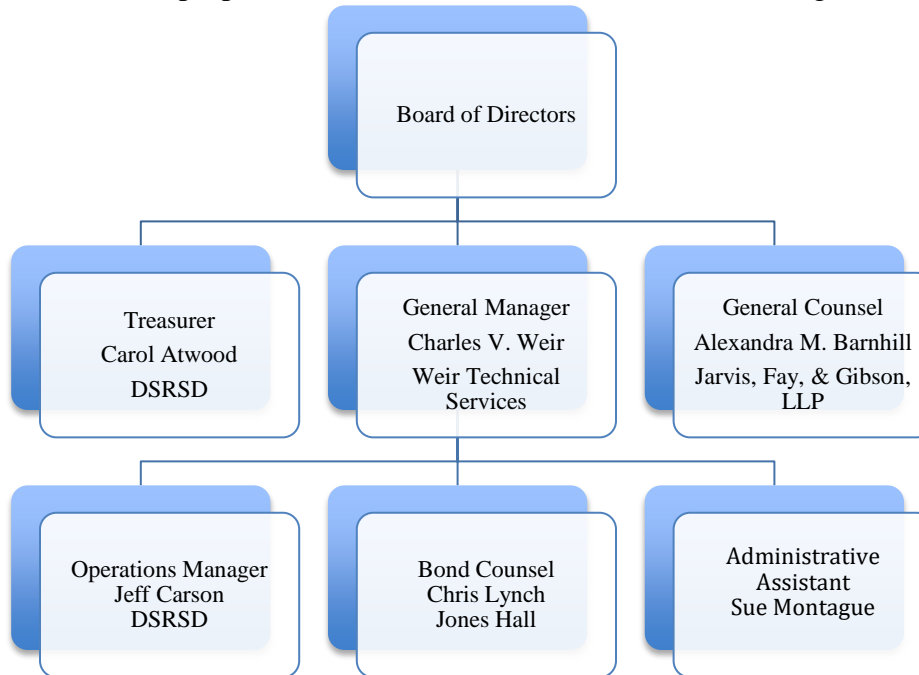 Board of Directors
Treasurer
Carol Atwood
DSRSD
General Manager
Charles V. Weir
Weir Technical
Services
General Counsel
Alexandra M. Barnhill
Jarvis, Fay, & Gibson,
LLP
Operations Manager
Jeff Carson
DSRSD
Bond Counsel
Chris Lynch
Jones Hall
Administrative
Assistant
Sue Montague